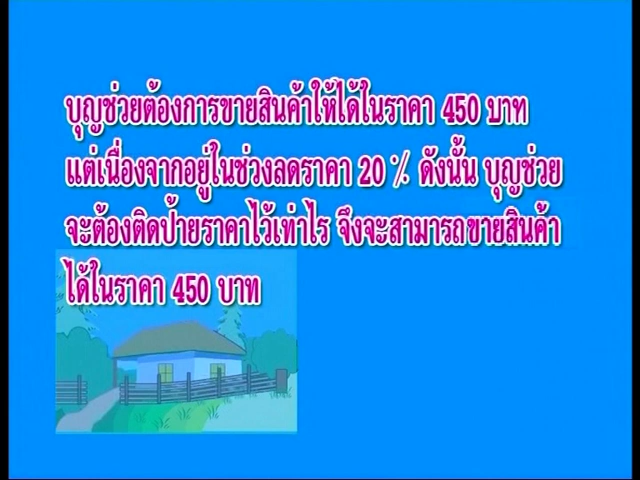 บุญช่วยต้องการขายสินค้าให้ได้ในราคา 450 บาท
แต่เนื่องจากอยู่ในช่วงลดราคา 20 % ดังนั้น บุญช่วย
จะต้องติดป้ายราคาไว้เท่าไร จึงจะสามารถขายสินค้า
ได้ในราคา 450 บาท